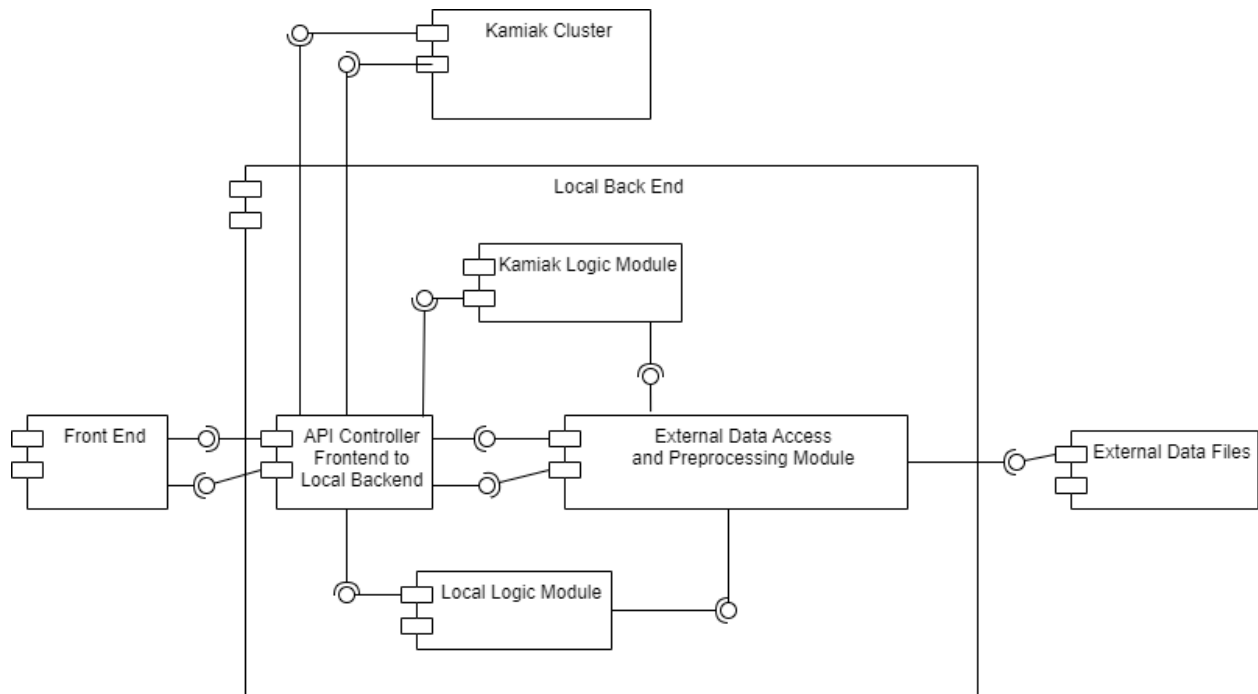 Kamiak Cluster
Local Back End
Kamiak Logic Module
Front End
API Controller
Frontend to
Local Backend
External Data Access
and Preprocessing Module
External Data Files
Local Logic Module